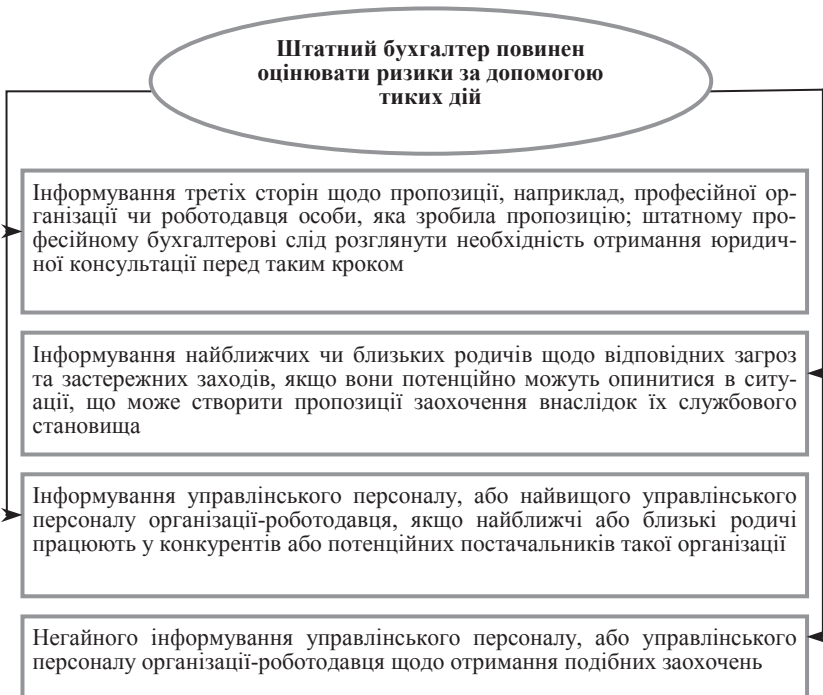 Штатний бухгалтер повинен
оцінювати ризики за допомогою
тиких дій
Інформування третіх сторін щодо пропозиції, наприклад, професійної ор-
ганізації чи роботодавця особи, яка зробила пропозицію; штатному про-
фесійному бухгалтерові слід розглянути необхідність отримання юридич-
ної консультації перед таким кроком
Інформування найближчих чи близьких родичів щодо відповідних загроз
та застережних заходів, якщо вони потенційно можуть опинитися в ситу-
ації, що може створити пропозиції заохочення внаслідок їх службового
становища
Інформування управлінського персоналу, або найвищого управлінського
персоналу організації-роботодавця, якщо найближчі або близькі родичі
працюють у конкурентів або потенційних постачальників такої організації
Негайного інформування управлінського персоналу, або управлінського
персоналу організації-роботодавця щодо отримання подібних заохочень